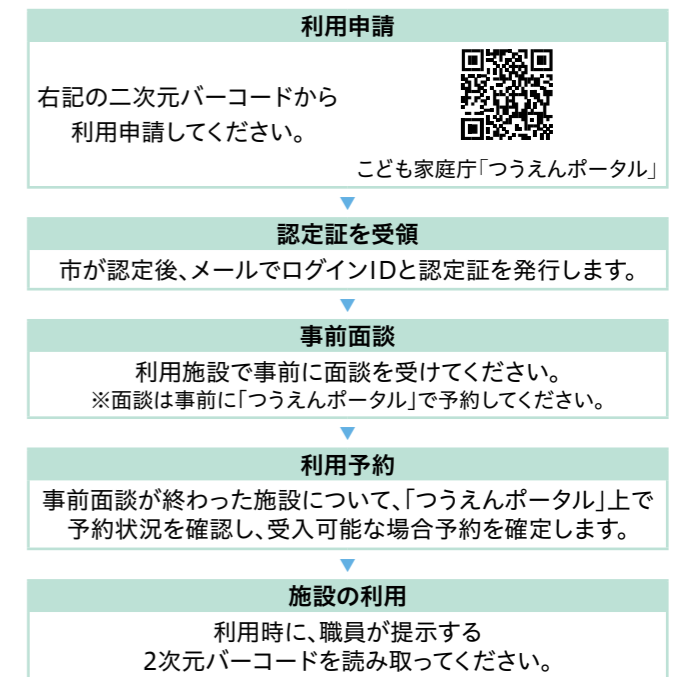 利用申請
右記の二次元バーコードから
利用申請してください。
こども家庭庁「つうえんポータル」
▼
認定証を受領
市が認定後、メールでログインIDと認定証を発行します。
▼
事前面談
利用施設で事前に面談を受けてください。
※面談は事前に「つうえんポータル」で予約してください。
▼
利用予約
事前面談が終わった施設について、「つうえんポータル」上で
予約状況を確認し、受入可能な場合予約を確定します。
▼
施設の利用
利用時に、職員が提示する
2次元バーコードを読み取ってください。